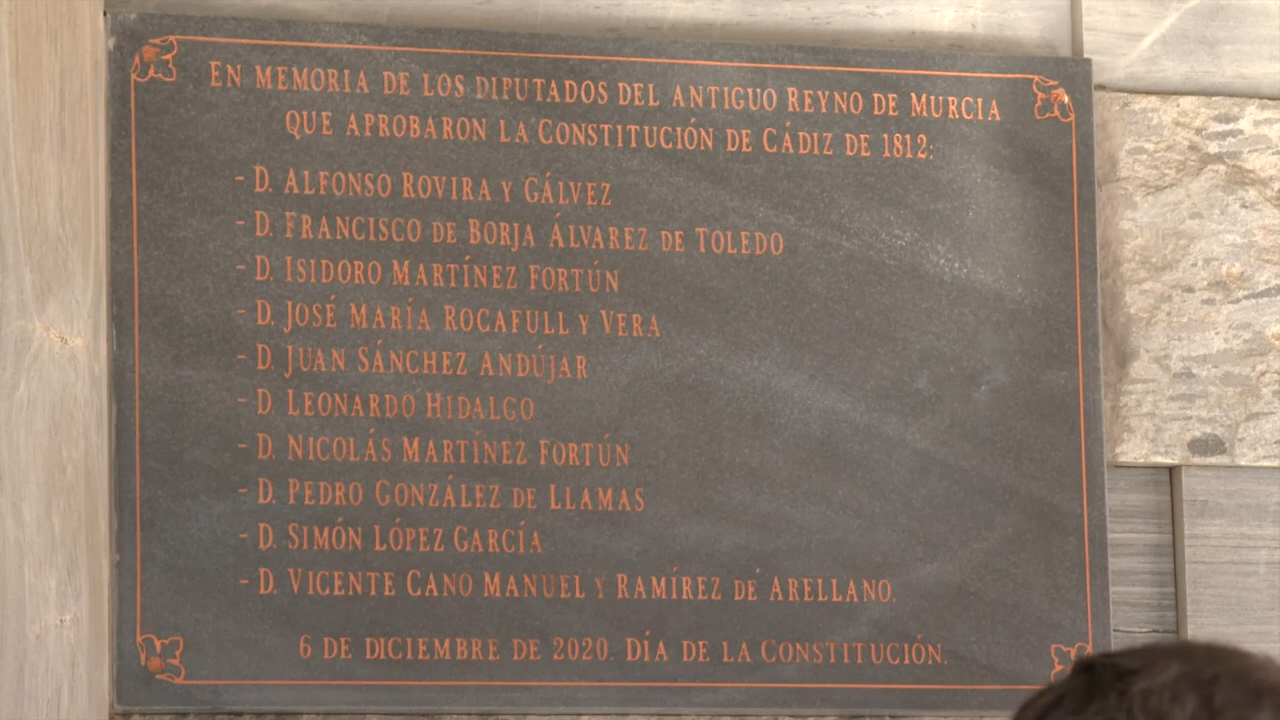 EN MEMORIA DE LOS DIPUTADOS DEL ANTIGUO REYNO DE MURCIA
QUE APROBARON LA CONSTITUCIÓN DE CÁDIZ DE 1812:
- D. ALFONSO ROVIRA Y GÁLVEZ
- D. FRANCISCO DE BORJA ÁLVAREZ DE TOLEDO
- D. ISIDORO MARTÍNEZ FORTÚN
- D. JOSÉ MARÍA ROCAFULL Y VERA
- D. JUAN SÁNCHEZ ANDÚJAR
- D. LEONARDO HIDALGO
- D. NICOLÁS MARTÍNEZ FORTÚN
- D. PEDRO GONZÁLEZ DE LLAMAS
- D. SIMÓN LÓPEZ GARCÍA
- D. VICENTE CANO MANUEL Y RAMÍREZ DE ARELLANO.
6 DE DICIEMBRE DE 2020. DÍA DE LA CONSTITUCIÓN.